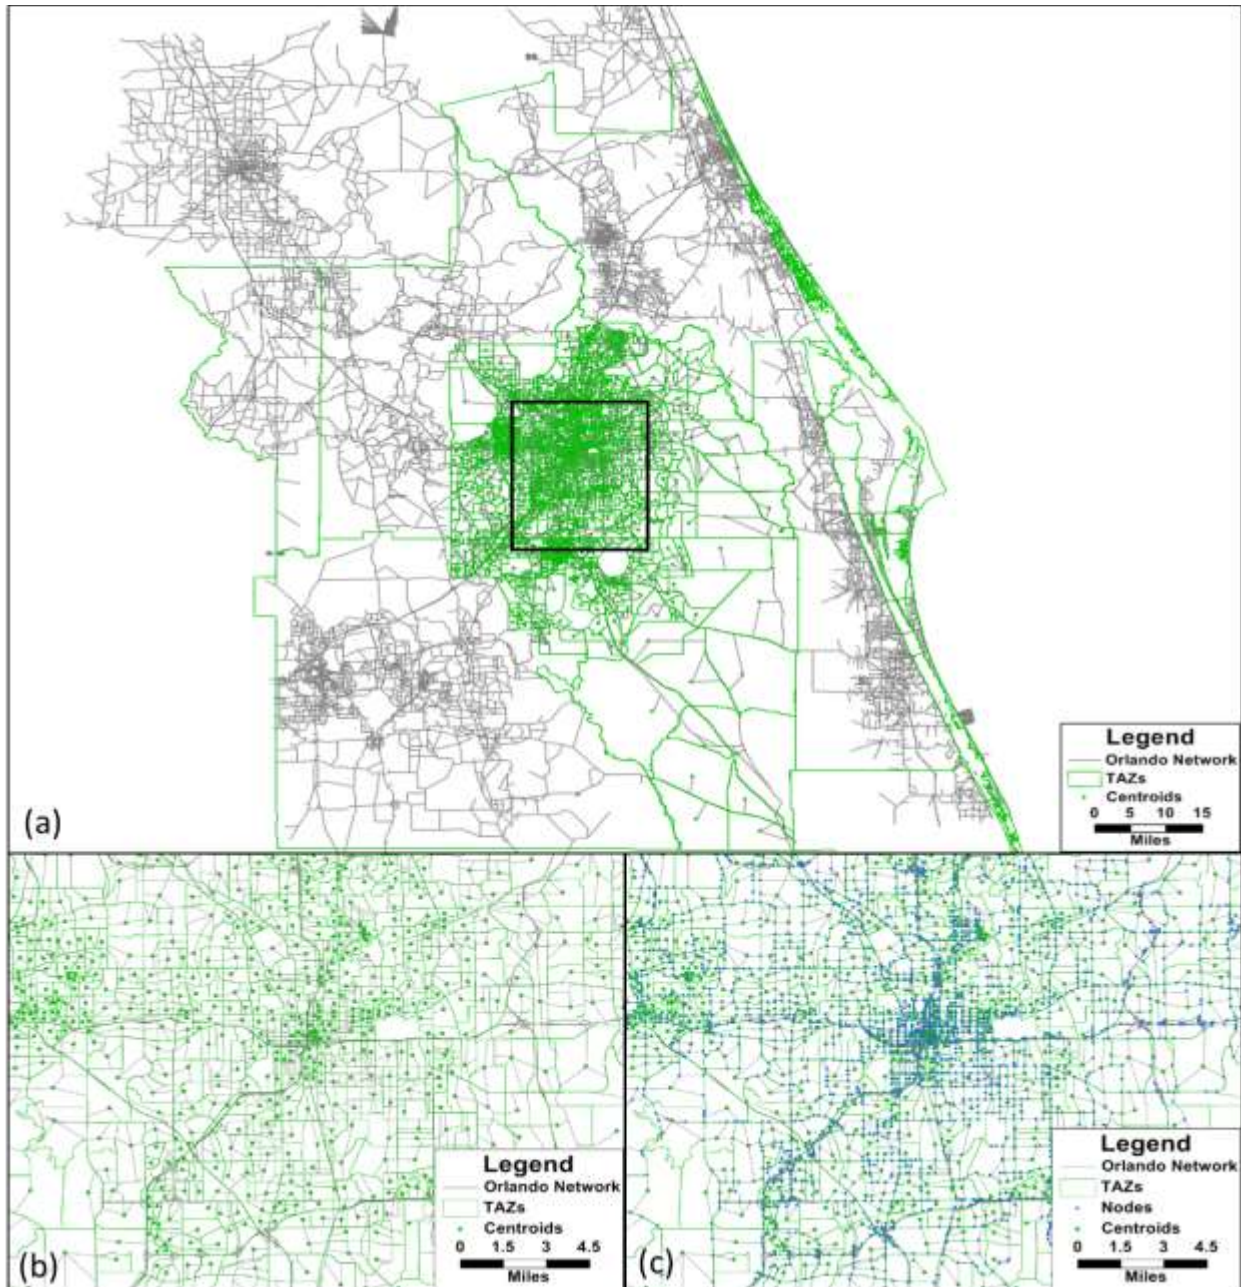 Legend
Orlando Network
TAZs
Centroids
0 5 10 15
Miles
(a)
Legend
Orlando Network
TAZs
Centroids
0 1.5 3 4.5
Miles
(b)
Legend
Orlando Network
TAZs
Nodes
Centroids
0 1.5 3 4.5
Miles
(c)